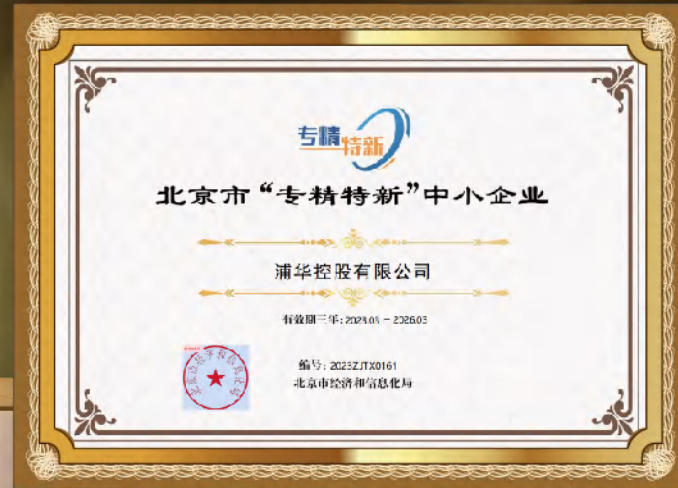 专精特新
北京市“专精特新”中小企业
浦华控股有限公司
有效期三年: 2023.03 - 2026.03
编号: 2023ZJTX0161
北京市经济和信息化局